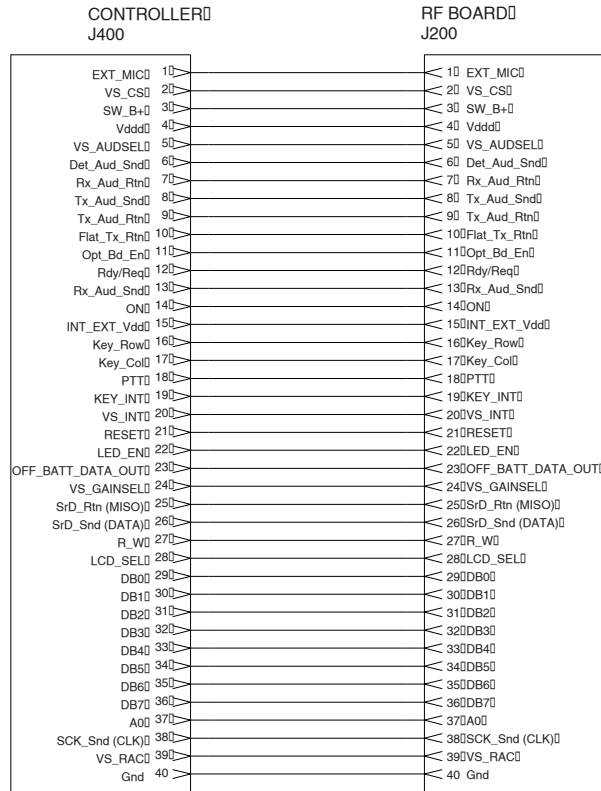 CONTROLLER RF BOARD
J400 J200
EXT_MIC 1 1 EXT_MIC
VS_CS 2 2 VS_CS
SW_B+ 3 3 SW_B+
Vddd 4 4 Vddd
VS_AUDSEL 5 5 VS_AUDSEL
Det_Aud_Snd 6 6 Det_Aud_Snd
Rx_Aud_Rtn 7 7 Rx_Aud_Rtn
Tx_Aud_Snd 8 8 Tx_Aud_Snd
Tx_Aud_Rtn 9 9 Tx_Aud_Rtn
Flat_Tx_Rtn 10 10 Flat_Tx_Rtn
Opt_Bd_En 11 11 Opt_Bd_En
Rdy/Req 12 12 Rdy/Req
Rx_Aud_Snd 13 13 Rx_Aud_Snd
ON 14 14 ON
INT_EXT_Vdd 15 15 INT_EXT_Vdd
Key_Row 16 16 Key_Row
Key_Col 17 17 Key_Col
PTT 18 18 PTT
KEY_INT 19 19 KEY_INT
VS_INT 20 20 VS_INT
RESET 21 21 RESET
LED_EN 22 22 LED_EN
OFF_BATT_DATA_OUT 23 23 OFF_BATT_DATA_OUT
VS_GAINSEL 24 24 VS_GAINSEL
SrD_Rtn (MISO) 25 25 SrD_Rtn (MISO)
SrD_Snd (DATA) 26 26 SrD_Snd (DATA)
R_W 27 27 R_W
LCD_SEL 28 28 LCD_SEL
DB0 29 29 DB0
DB1 30 30 DB1
DB2 31 31 DB2
DB3 32 32 DB3
DB4 33 33 DB4
DB5 34 34 DB5
DB6 35 35 DB6
DB7 36 36 DB7
A0 37 37 A0
SCK_Snd (CLK) 38 38 SCK_Snd (CLK)
VS_RAC 39 39 VS_RAC
Gnd 40 40 Gnd